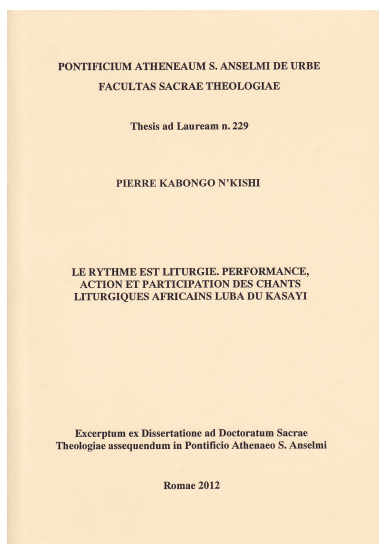 PONTIFICIUM ATHENEAUM S. ANSELMI DE URBE
FACULTAS SACRAE THEOLOGIAE
Thesis ad Lauream n. 229
PIERRE KABONGO N'KISHI
LE RYTHME EST LITURGIE. PERFORMANCE,
ACTION ET PARTICIPATION DES CHANTS
LITURGIQUES AFRICAINS LUBA DU KASAYI
Excerptum ex Dissertatione ad Doctoratum Sacrae
Theologiae assequendum in Pontificio Athenaeo S. Anselmi
Romae 2012